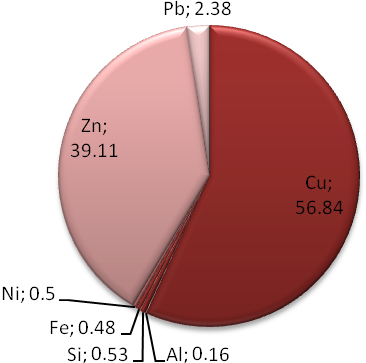 Pb; 2.38
Zn;
39.11
Cu;
56.84
Ni; 0.5
Fe; 0.48
Si; 0.53
Al; 0.16